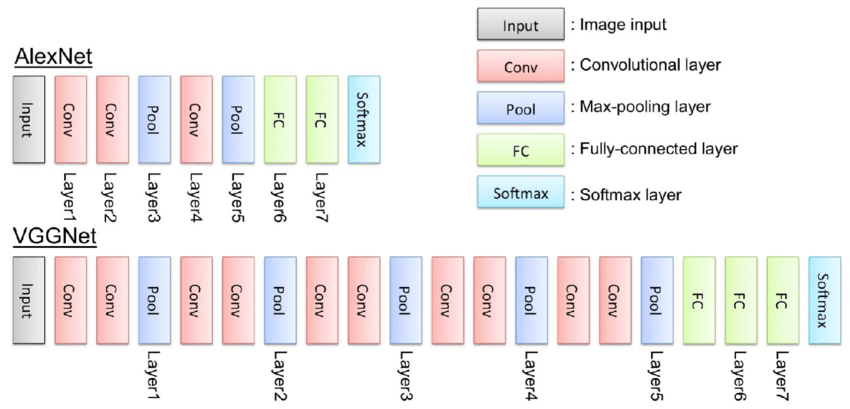 Input : Image input
Conv : Convolutional layer
Pool : Max-pooling layer
FC : Fully-connected layer
Softmax : Softmax layer
AlexNet
Input Conv Conv Pool Conv Pool FC FC Softmax
Layer1 Layer2 Layer3 Layer4 Layer5 Layer6 Layer7
VGGNet
Input Conv Conv Pool Conv Conv Pool Conv Conv Pool Conv Conv Pool Conv Conv Pool FC FC FC Softmax
Layer1 Layer2 Layer3 Layer4 Layer5 Layer6 Layer7